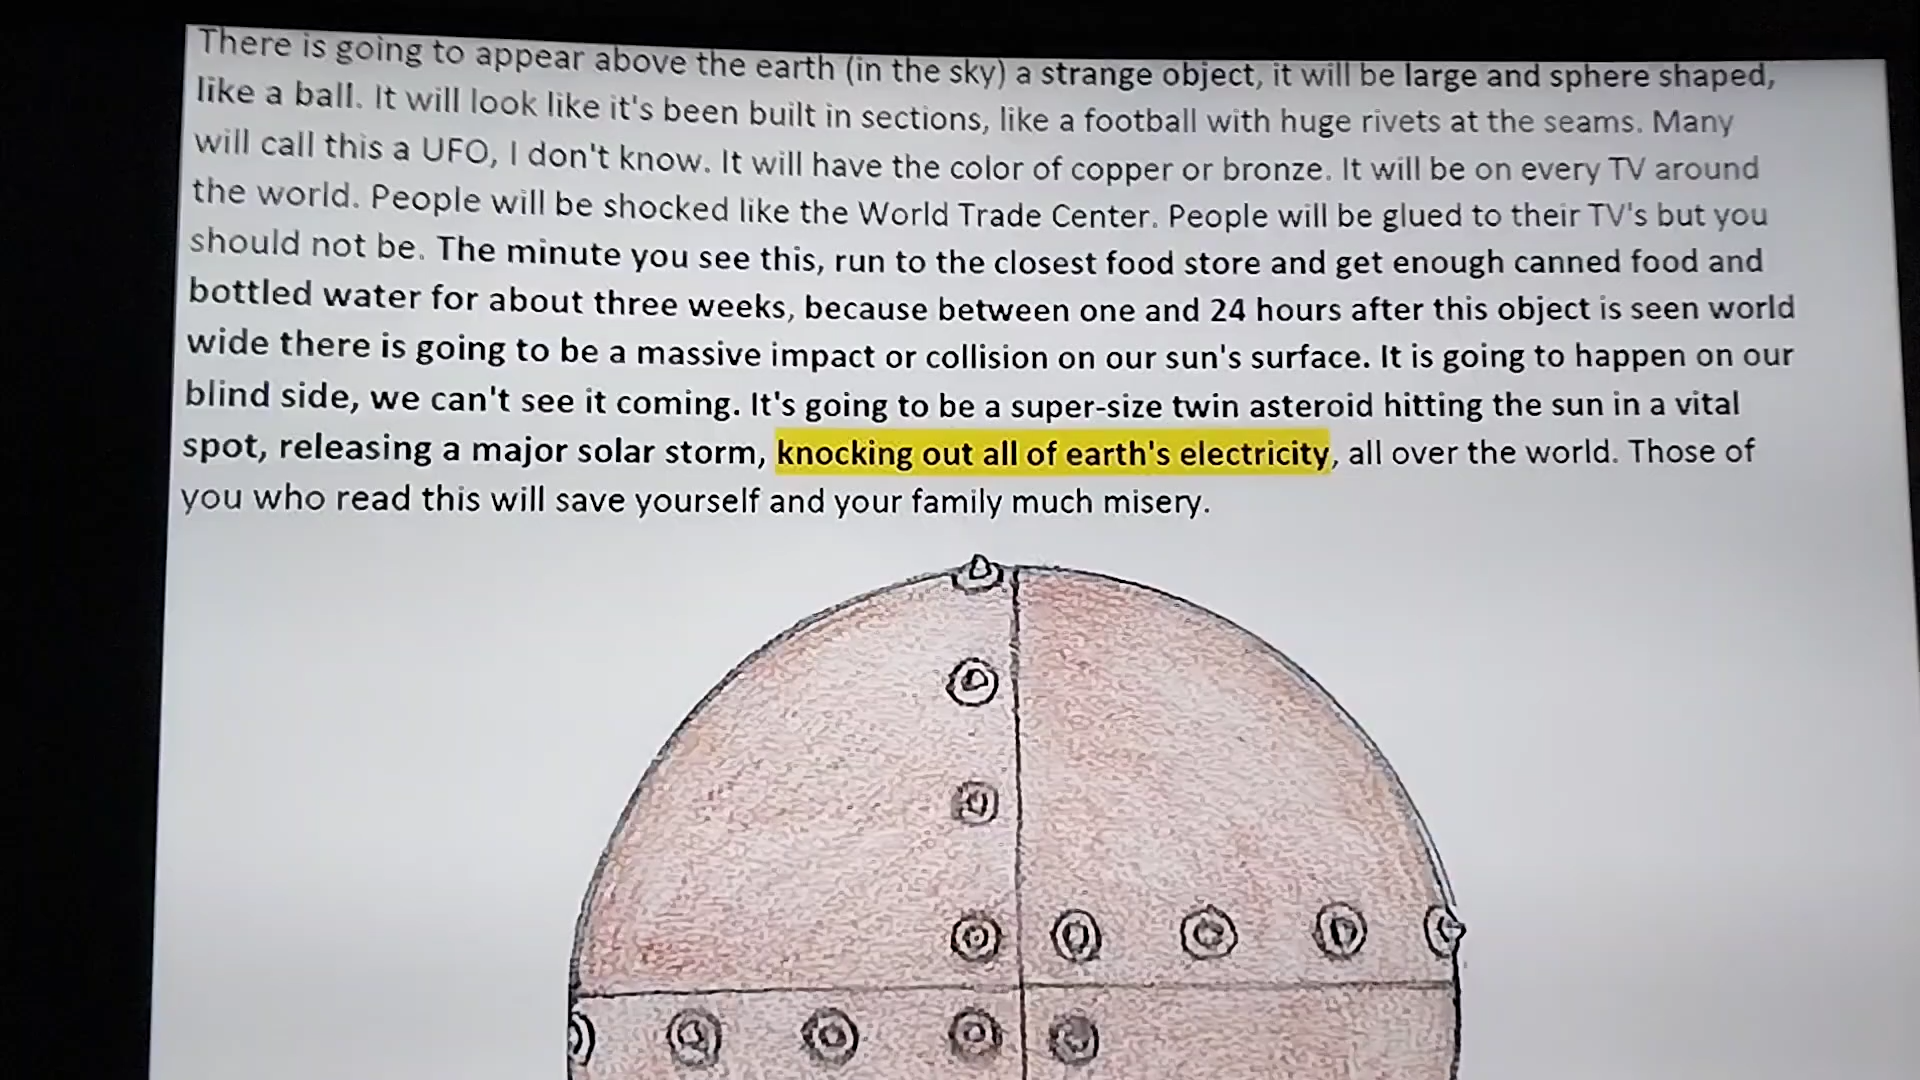 There is going to appear above the earth (in the sky) a strange object, it will be large and sphere shaped,
like a ball. It will look like it's been built in sections, like a football with huge rivets at the seams. Many
will call this a UFO, I don't know. It will have the color of copper or bronze. It will be on every TV around
the world. People will be shocked like the World Trade Center. People will be glued to their TV's but you
should not be. The minute you see this, run to the closest food store and get enough canned food and
bottled water for about three weeks, because between one and 24 hours after this object is seen world
wide there is going to be a massive impact or collision on our sun's surface. It is going to happen on our
blind side, we can't see it coming. It's going to be a super-size twin asteroid hitting the sun in a vital
spot, releasing a major solar storm, knocking out all of earth's electricity, all over the world. Those of
you who read this will save yourself and your family much misery.